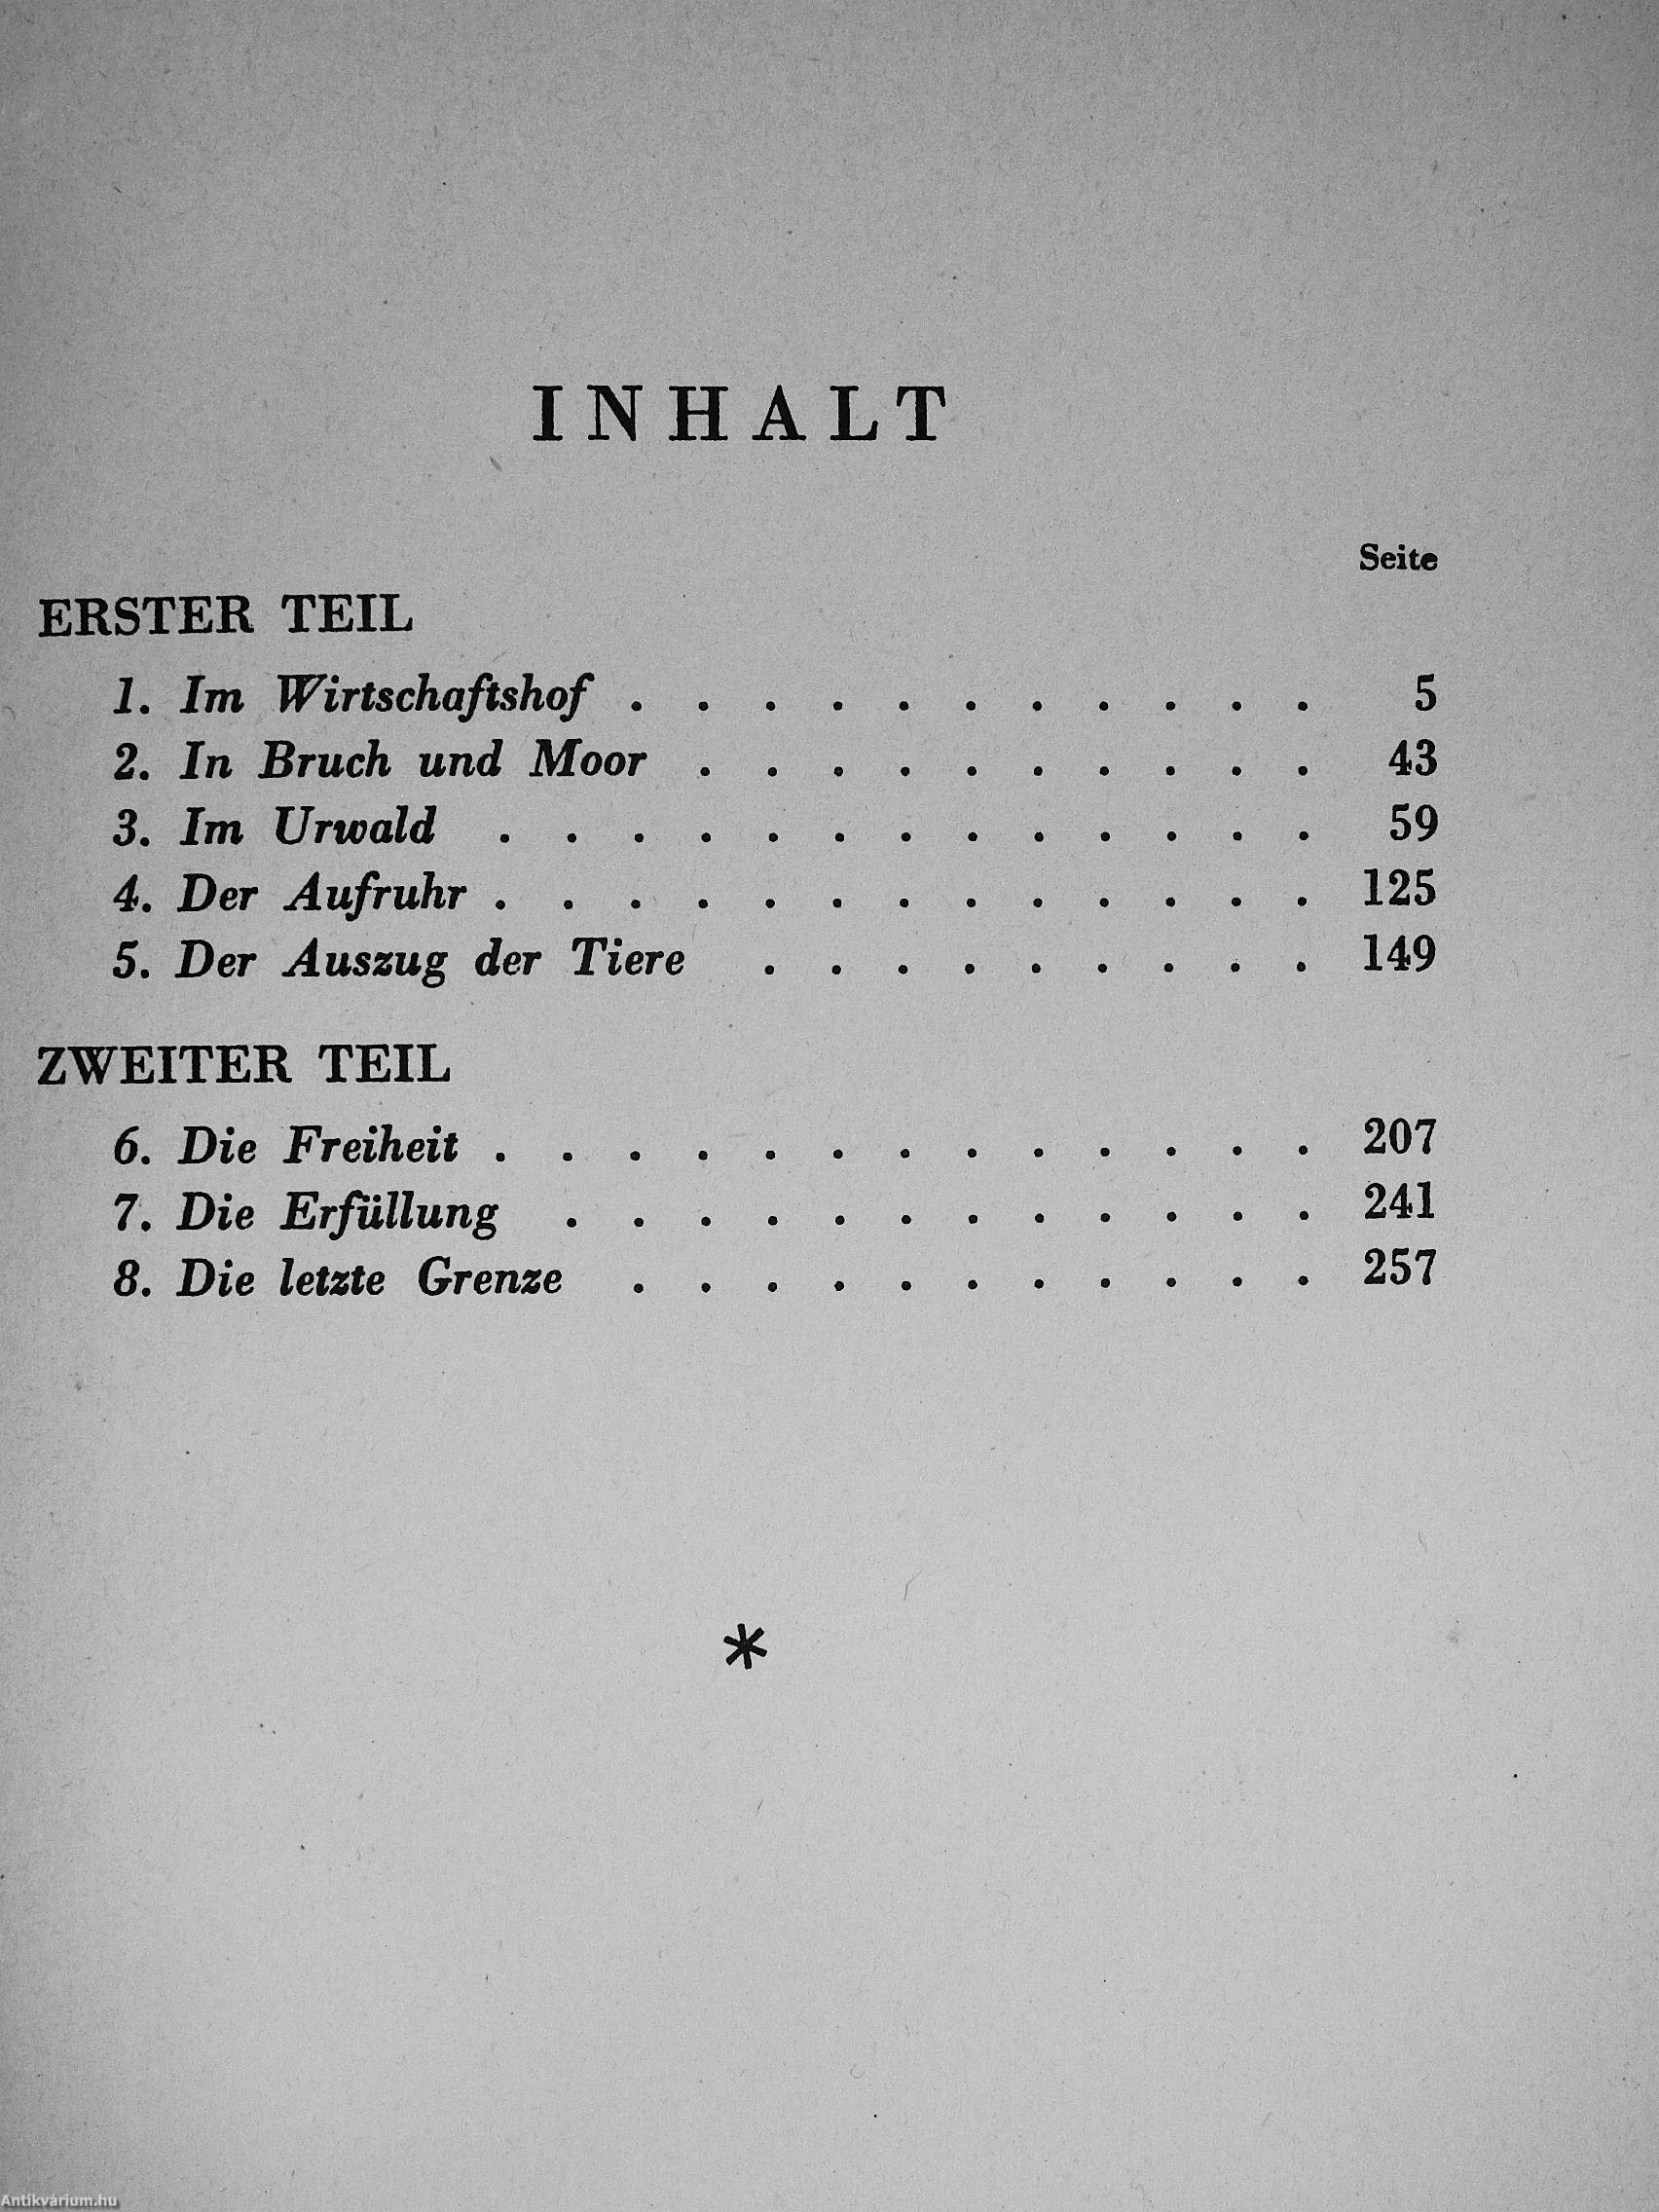 INHALT
Seite
ERSTER TEIL
1. Im Wirtschaftshof . . . . . . . . . . . 5
2. In Bruch und Moor . . . . . . . . . . 43
3. Im Urwald . . . . . . . . . . . . . 59
4. Der Aufruhr . . . . . . . . . . . . . 125
5. Der Auszug der Tiere . . . . . . . . . 149
ZWEITER TEIL
6. Die Freiheit . . . . . . . . . . . . . 207
7. Die Erfüllung . . . . . . . . . . . . 241
8. Die letzte Grenze . . . . . . . . . . . 257
*
Antikvárium.hu